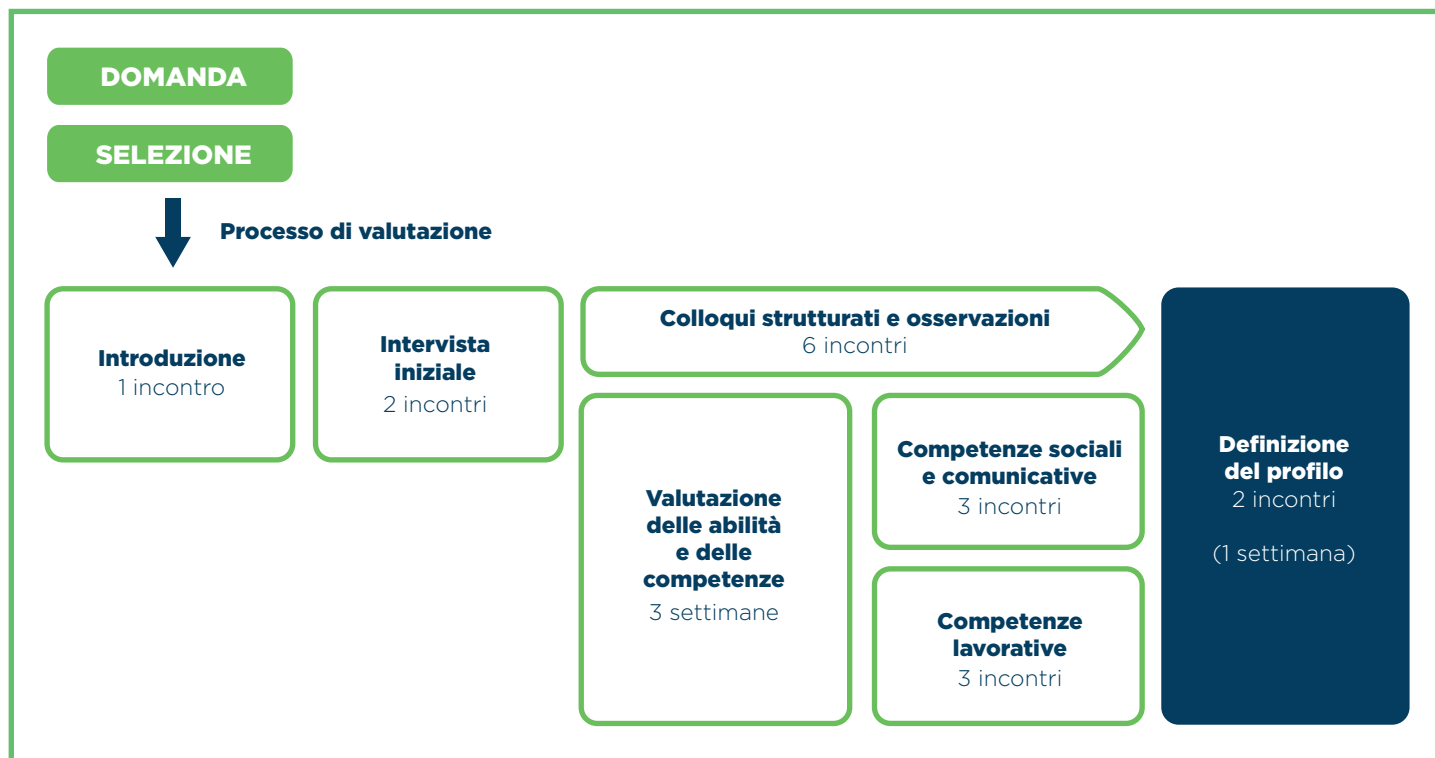 DOMANDA
SELEZIONE
Processo di valutazione
Introduzione
1 incontro
Intervista
iniziale
2 incontri
Colloqui strutturati e osservazioni
6 incontri
Valutazione
delle abilità
e delle
competenze
3 settimane
Competenze sociali
e comunicative
3 incontri
Competenze
lavorative
3 incontri
Definizione
del profilo
2 incontri
(1 settimana)